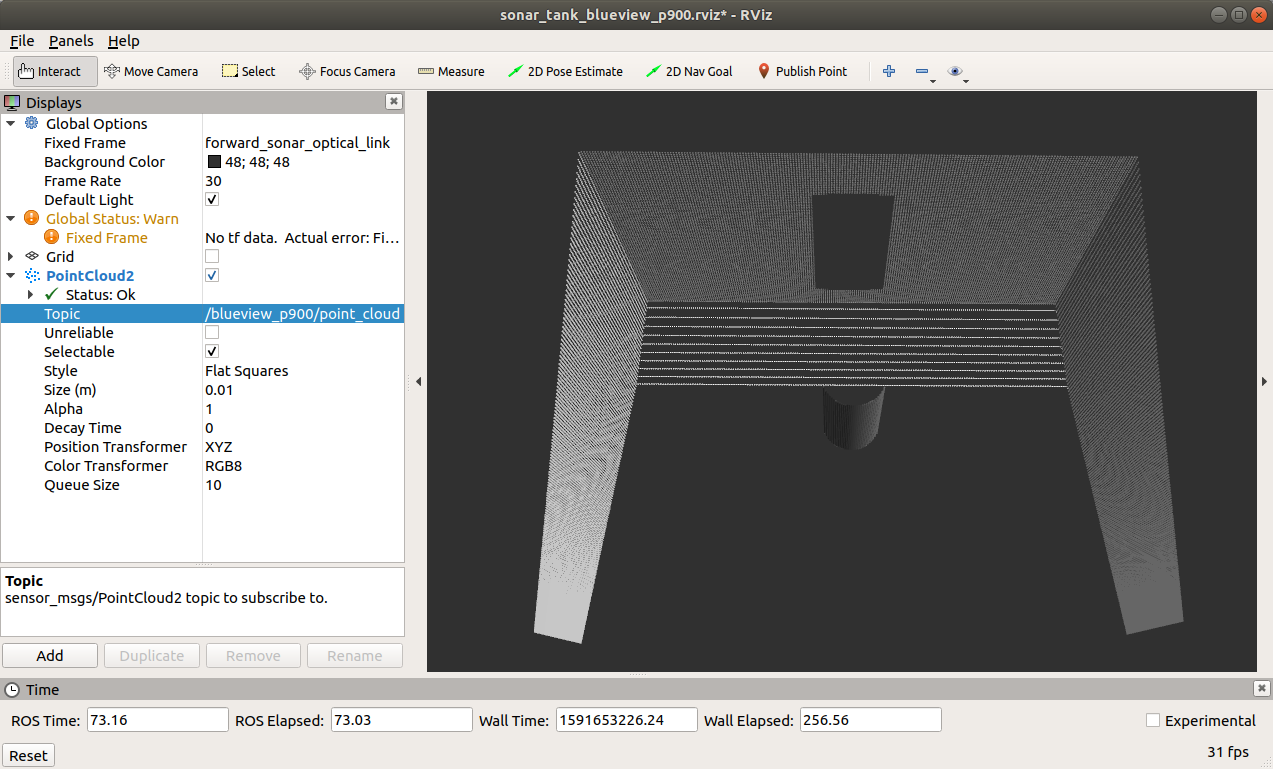 sonar_tank_blueview_p900.rviz* - RViz
File Panels Help
Interact Move Camera Select Focus Camera Measure 2D Pose Estimate 2D Nav Goal Publish Point
Displays
Global Options
Fixed Frame forward_sonar_optical_link
Background Color 48; 48; 48
Frame Rate 30
Default Light
Global Status: Warn
Fixed Frame No tf data.  Actual error: Fi...
Grid
PointCloud2
Status: Ok
Topic /blueview_p900/point_cloud
Unreliable
Selectable
Style Flat Squares
Size (m) 0.01
Alpha 1
Decay Time 0
Position Transformer XYZ
Color Transformer RGB8
Queue Size 10
Topic
sensor_msgs/PointCloud2 topic to subscribe to.
Add Duplicate Remove Rename
Time
ROS Time: 73.16 ROS Elapsed: 73.03 Wall Time: 1591653226.24 Wall Elapsed: 256.56 Experimental
Reset 31 fps